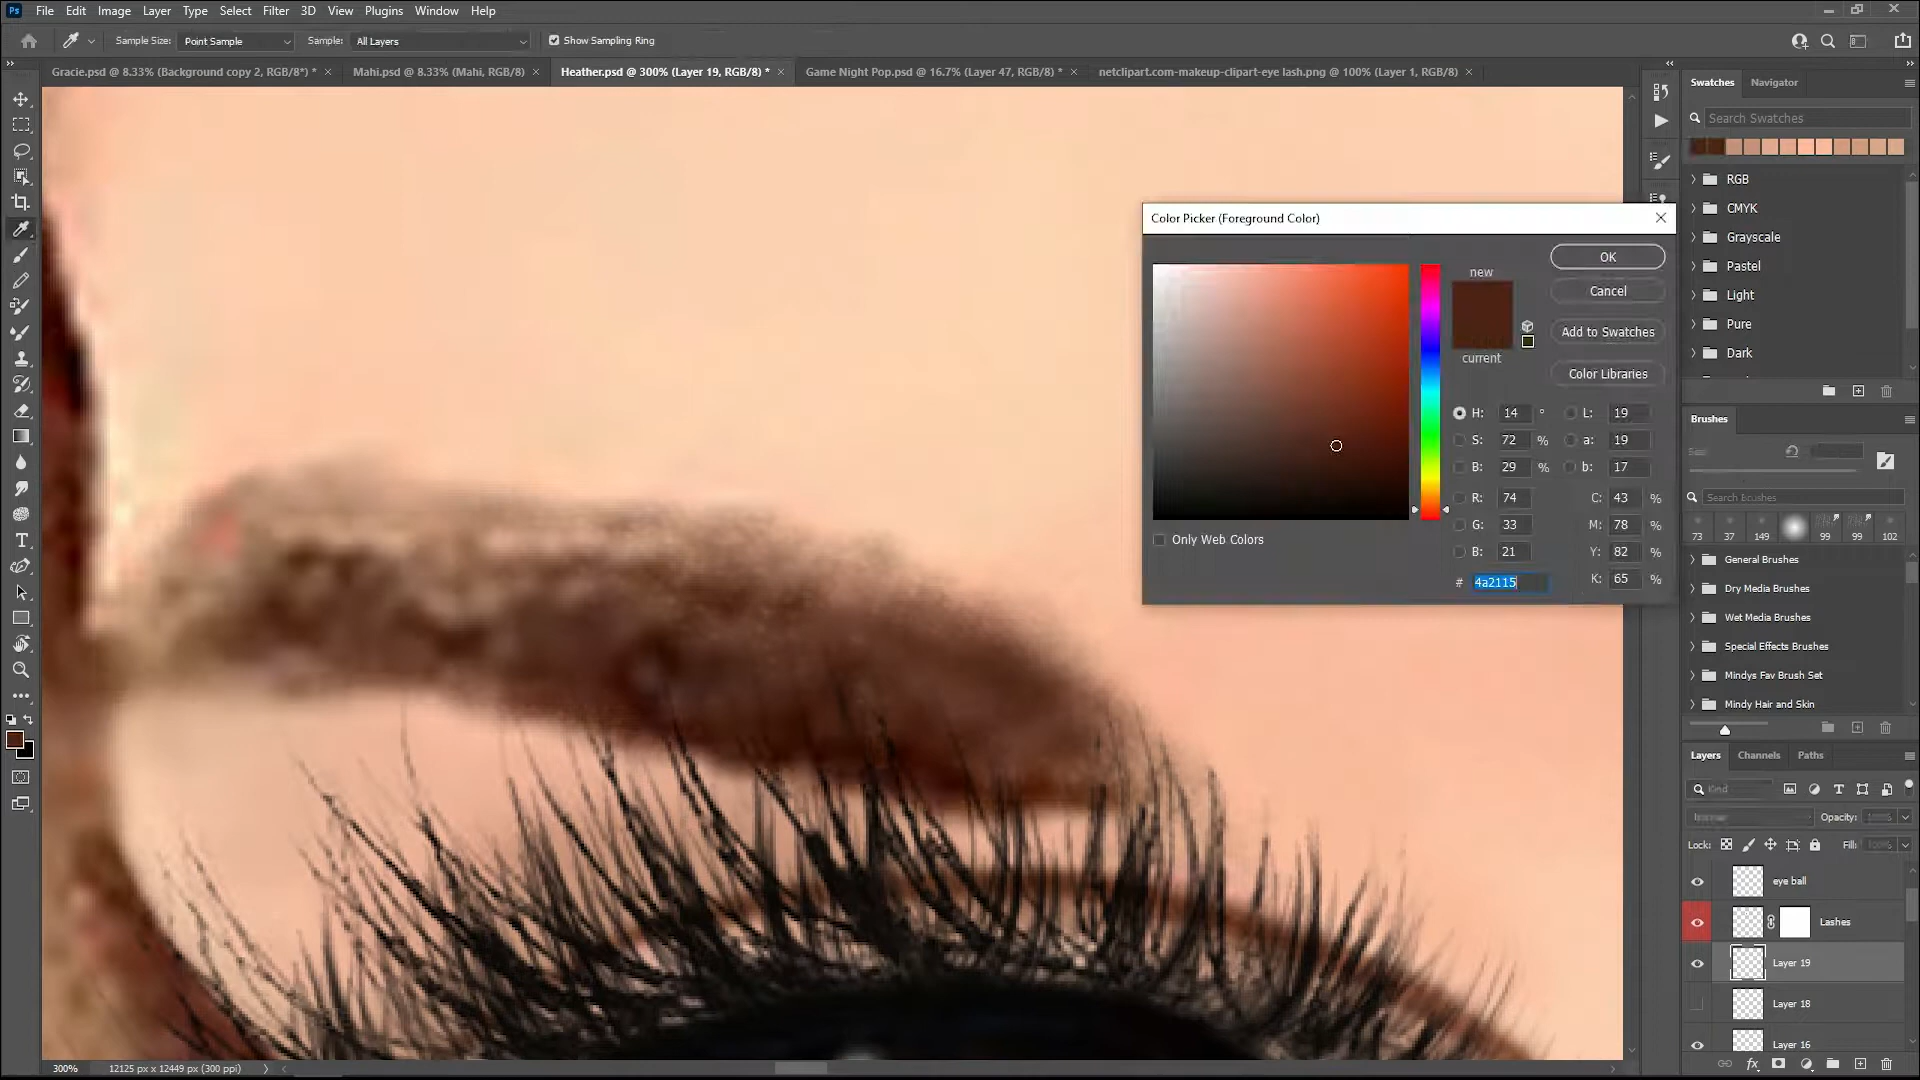 Ps File Edit Image Layer Type Select Filter 3D View Plugins Window Help
Sample Size: Point Sample Sample: All Layers Show Sampling Ring
Gracie.psd @ 8.33% (Background copy 2, RGB/8*) * Mahi.psd @ 8.33% (Mahi, RGB/8) Heather.psd @ 300% (Layer 19, RGB/8) * Game Night Pop.psd @ 16.7% (Layer 47, RGB/8) * netclipart.com-makeup-clipart-eye lash.png @ 100% (Layer 1, RGB/8)
Swatches Navigator
Search Swatches
RGB
CMYK
Grayscale
Pastel
Light
Pure
Dark
Color Picker (Foreground Color)
new
current
OK
Cancel
Add to Swatches
Color Libraries
H: 14 ° L: 19
S: 72 % a: 19
B: 29 % b: 17
R: 74 C: 43 %
G: 33 M: 78 %
B: 21 Y: 82 %
# 4a2115 K: 65 %
Only Web Colors
Brushes
Search Brushes
73 37 149 99 99 102
General Brushes
Dry Media Brushes
Wet Media Brushes
Special Effects Brushes
Mindys Fav Brush Set
Mindy Hair and Skin
Layers Channels Paths
Kind
Normal Opacity: 100%
Lock: Fill: 100%
eye ball
Lashes
Layer 19
Layer 18
Layer 16
300% 12125 px x 12449 px (300 ppi)